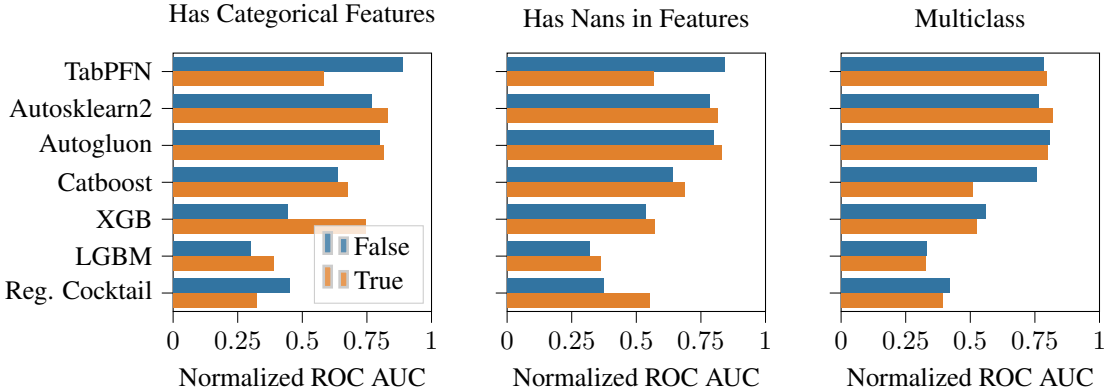 Has Categorical Features
Has Nans in Features
Multiclass
TabPFN
Autosklearn2
Autogluon
Catboost
XGB
LGBM
Reg. Cocktail
False
True
0 0.25 0.5 0.75 1
0 0.25 0.5 0.75 1
0 0.25 0.5 0.75 1
Normalized ROC AUC
Normalized ROC AUC
Normalized ROC AUC